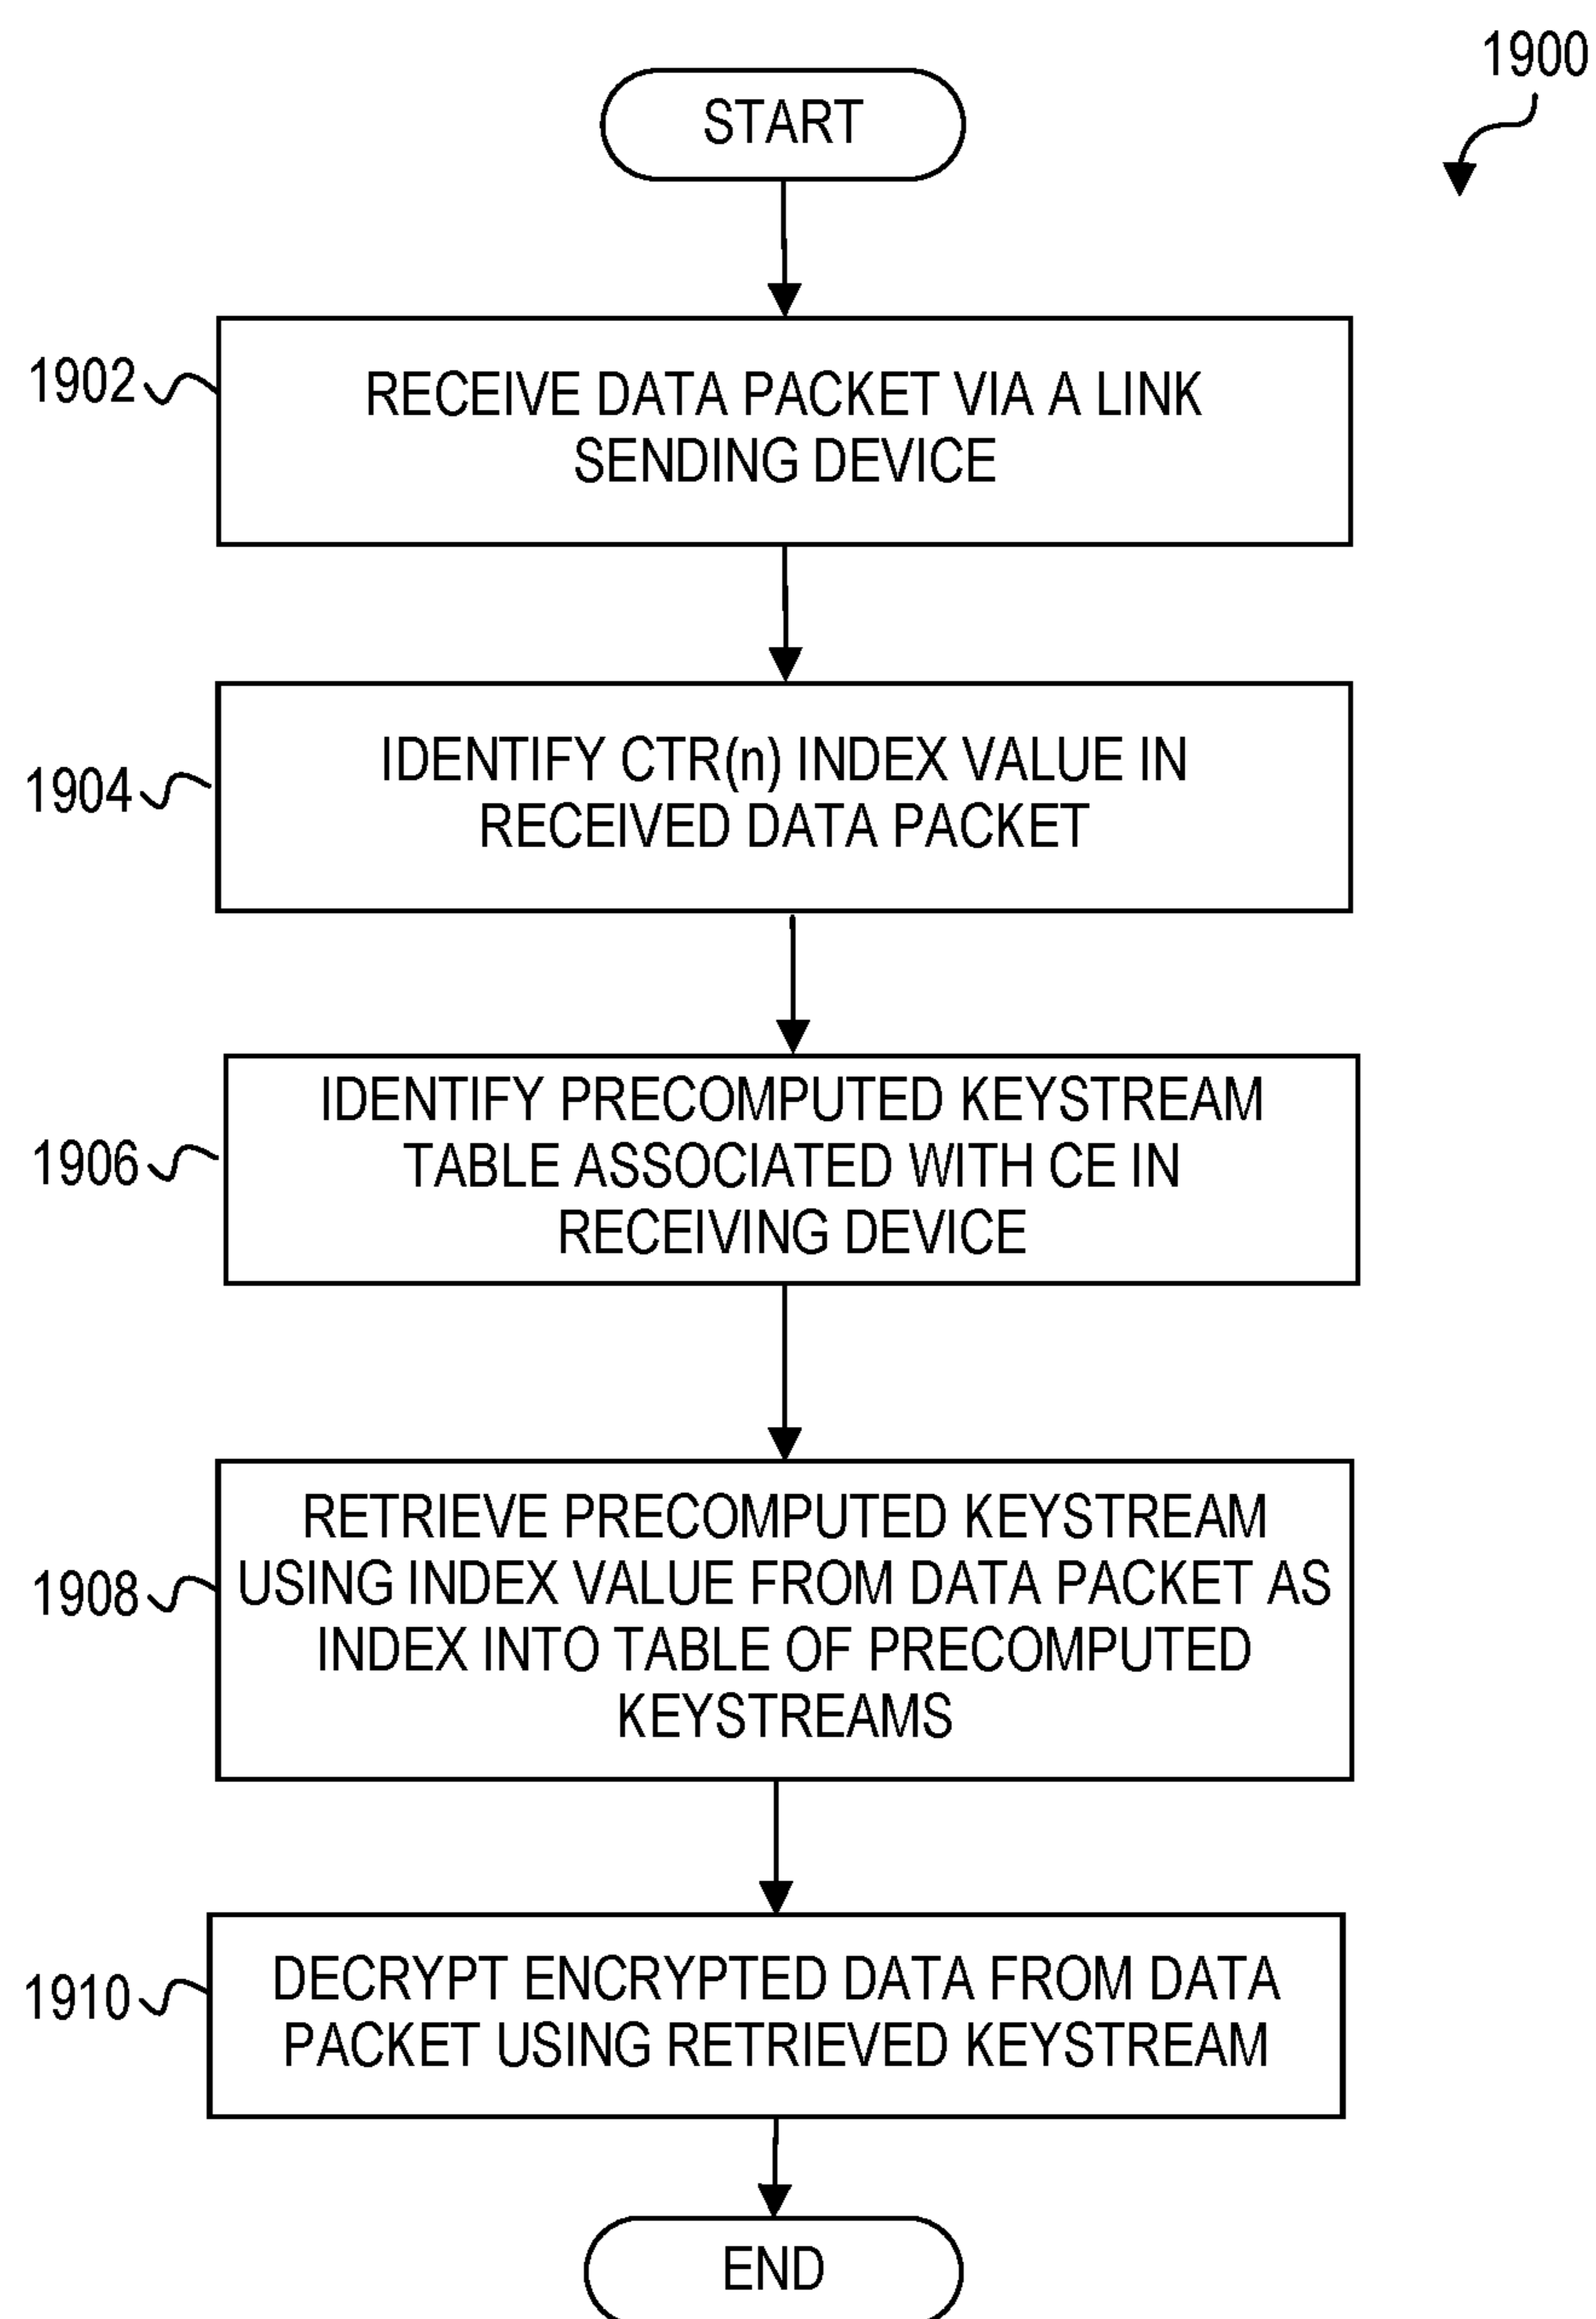 1900
START
1902
RECEIVE DATA PACKET VIA A LINK
SENDING DEVICE
1904
IDENTIFY CTR(n) INDEX VALUE IN
RECEIVED DATA PACKET
1906
IDENTIFY PRECOMPUTED KEYSTREAM
TABLE ASSOCIATED WITH CE IN
RECEIVING DEVICE
1908
RETRIEVE PRECOMPUTED KEYSTREAM
USING INDEX VALUE FROM DATA PACKET AS
INDEX INTO TABLE OF PRECOMPUTED
KEYSTREAMS
1910
DECRYPT ENCRYPTED DATA FROM DATA
PACKET USING RETRIEVED KEYSTREAM
END